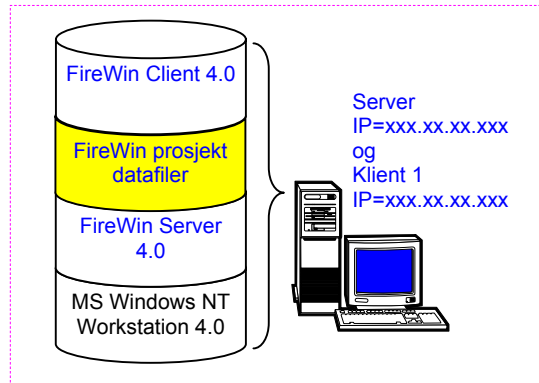 FireWin Client 4.0
FireWin prosjekt
datafiler
FireWin Server
4.0
MS Windows NT
Workstation 4.0
Server
IP=xxx.xx.xx.xxx
og
Klient 1
IP=xxx.xx.xx.xxx